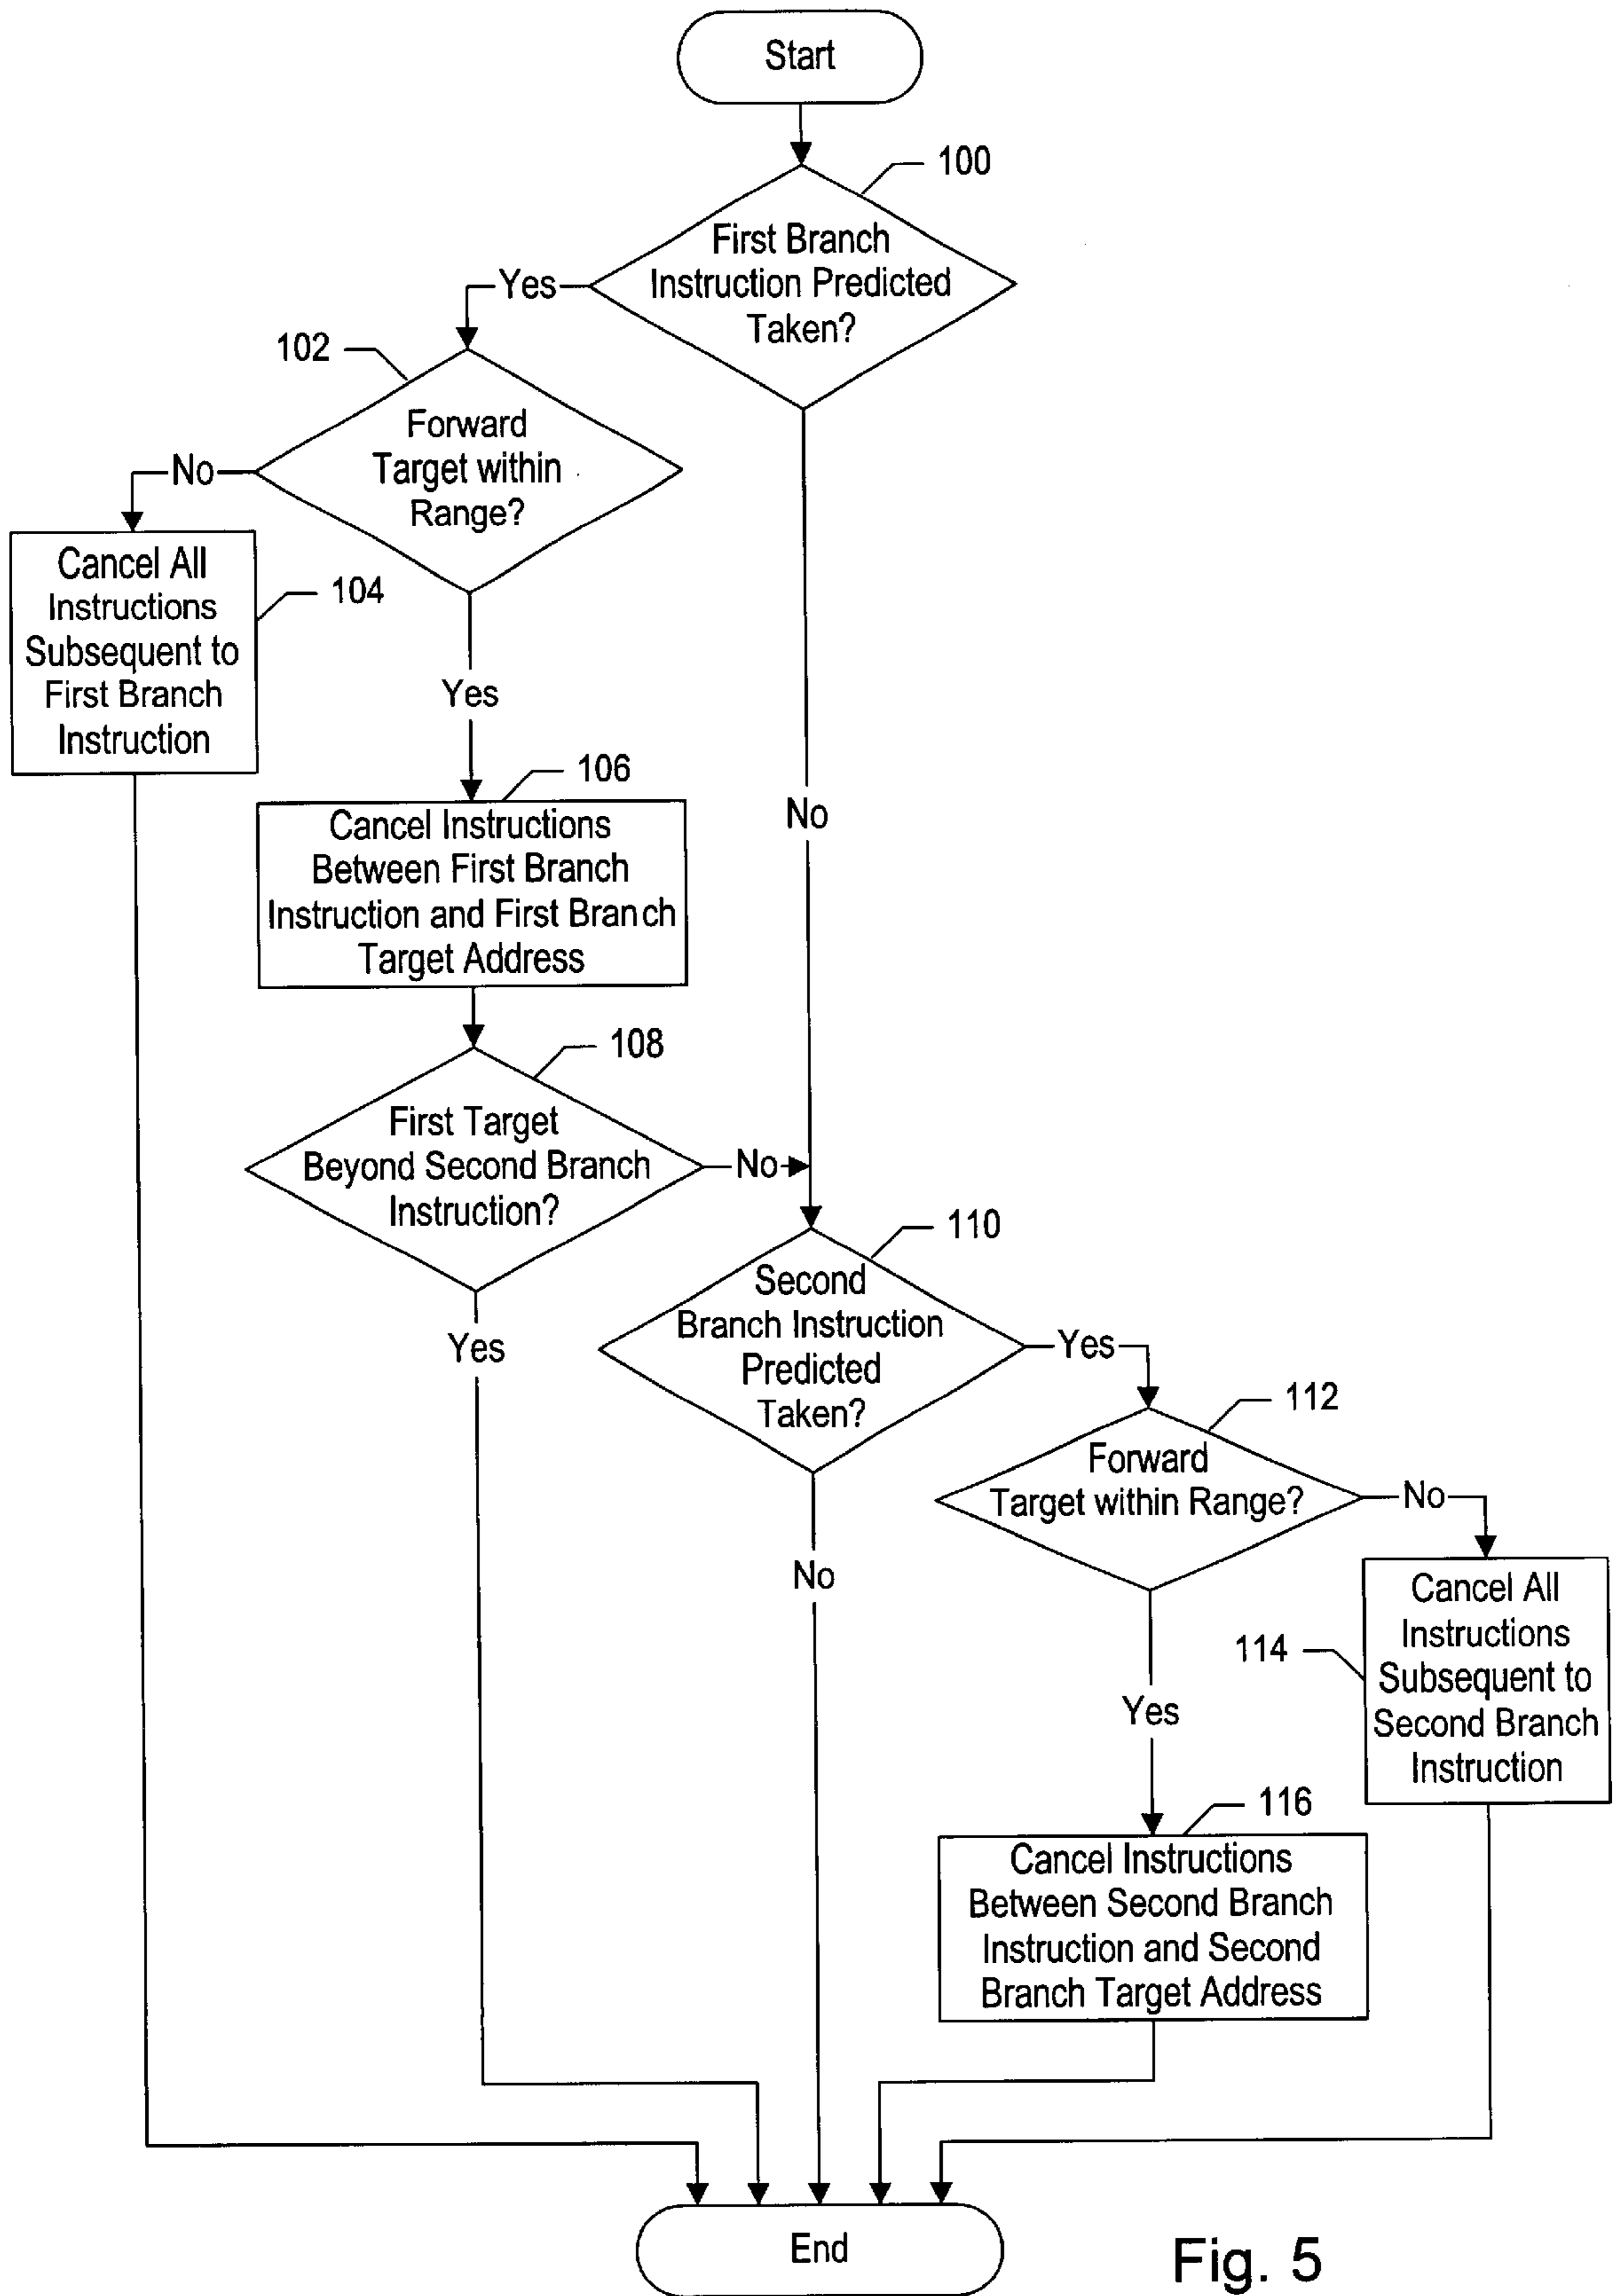 Start
100
First Branch
Instruction Predicted
Taken?
Yes
102
Forward
Target within
Range?
No
Cancel All
Instructions
Subsequent to
First Branch
Instruction
104
Yes
106
Cancel Instructions
Between First Branch
Instruction and First Branch
Target Address
No
108
First Target
Beyond Second Branch
Instruction?
No
Yes
110
Second
Branch Instruction
Predicted
Taken?
Yes
112
Forward
Target within Range?
No
No
Cancel All
Instructions
Subsequent to
Second Branch
Instruction
114
Yes
116
Cancel Instructions
Between Second Branch
Instruction and Second
Branch Target Address
End
Fig. 5